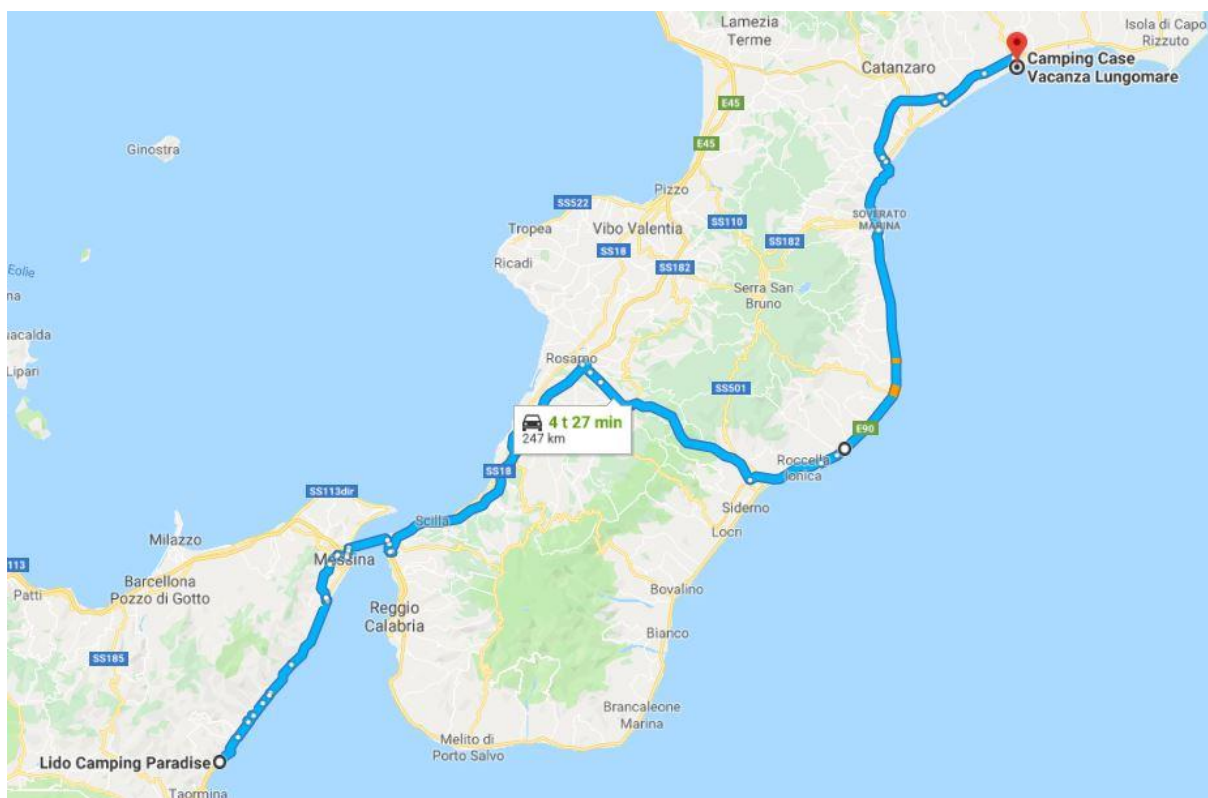 Lamezia
Terme
Isola di Capo
Rizzuto
Camping Case
Vacanza Lungomare
Catanzaro
E45
E45
Ginostra
Pizzo
SS522
Tropea
Vibo Valentia
SS110
SOVERATO
MARINA
SS18
SS182
Ricadi
SS182
Eolie
Serra San
Bruno
na
acalda
Rosarno
Lipari
SS501
4 t 27 min
247 km
E90
Roccella
Ionica
SS18
SS113dir
Siderno
Scilla
Locri
Milazzo
Messina
113
Barcellona
Pozzo di Gotto
Patti
Bovalino
Reggio
Calabria
Bianco
SS185
Brancaleone
Marina
Melito di
Porto Salvo
Lido Camping Paradise
Taormina